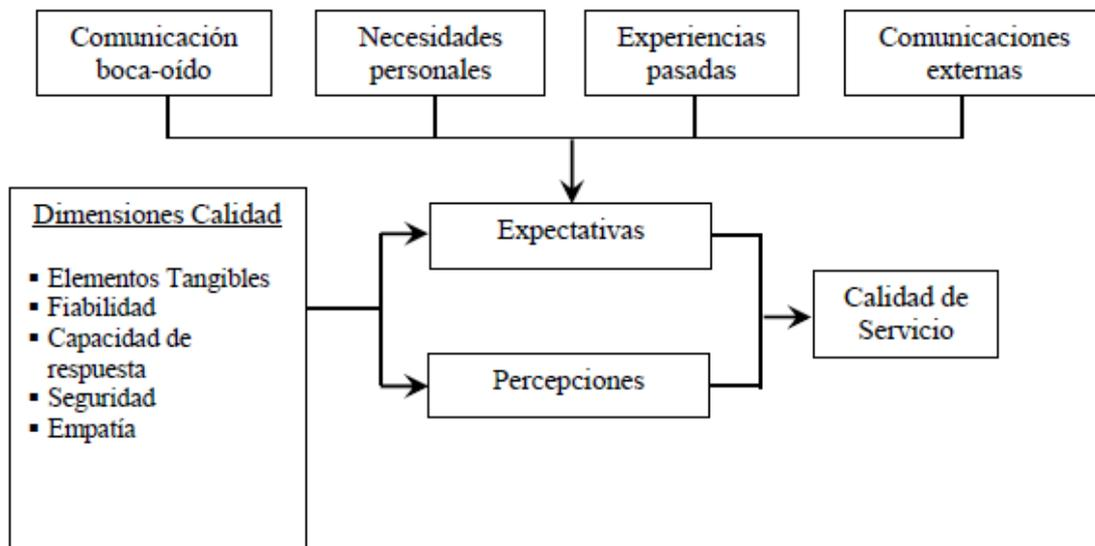 Comunicación
boca-oído
Necesidades
personales
Experiencias
pasadas
Comunicaciones
externas
Dimensiones Calidad
▪ Elementos Tangibles
▪ Fiabilidad
▪ Capacidad de
respuesta
▪ Seguridad
▪ Empatía
Expectativas
Percepciones
Calidad de
Servicio